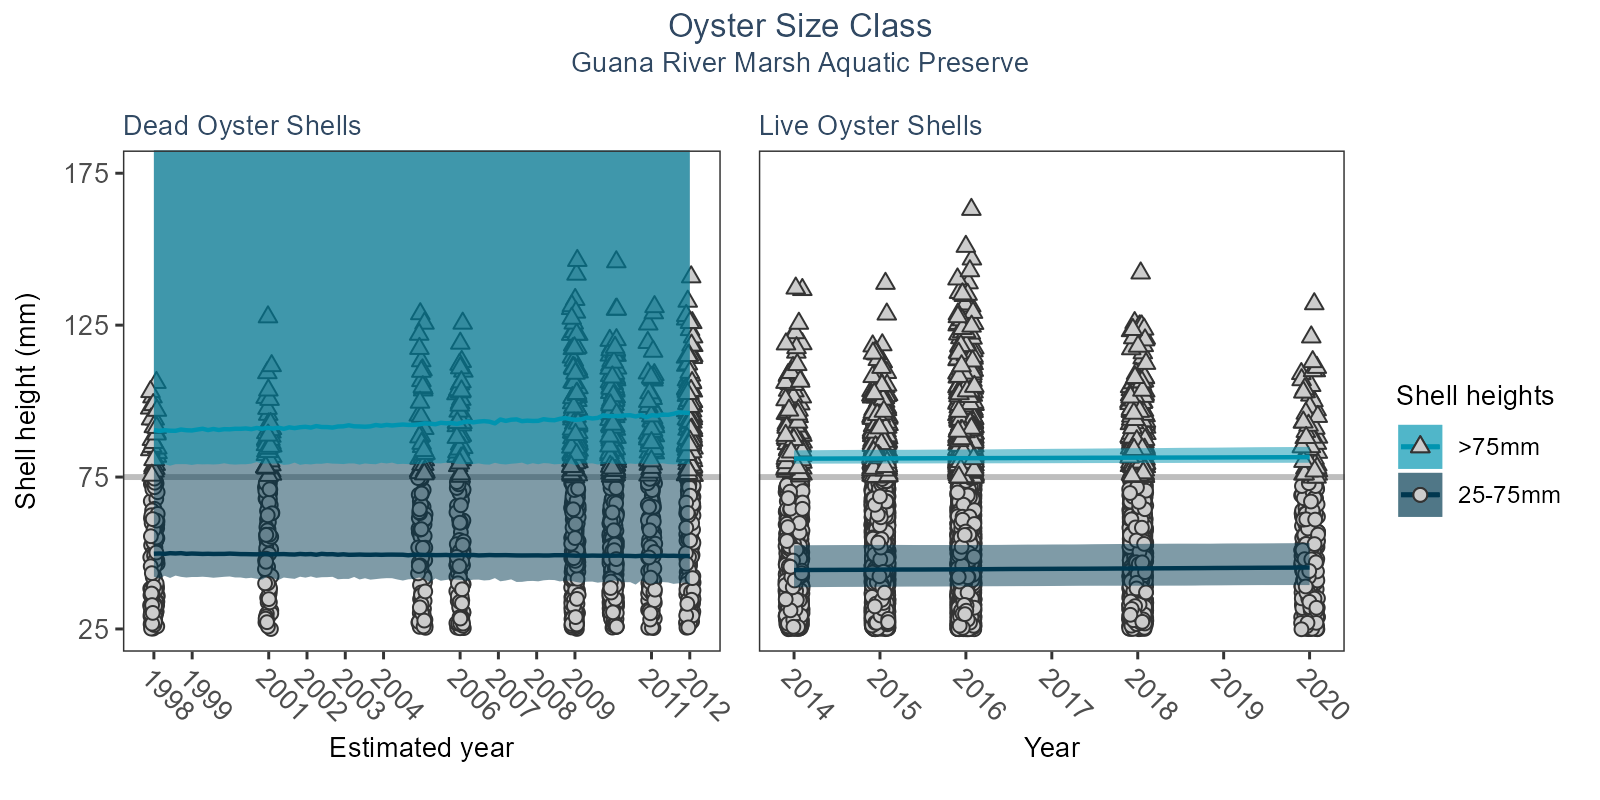 Oyster Size Class
Guana River Marsh Aquatic Preserve
Dead Oyster Shells
Live Oyster Shells
Shell height (mm)
175
125
75
25
1998
1999
2001
2002
2003
2004
2006
2007
2008
2009
2011
2012
Estimated year
2014
2015
2016
2017
2018
2019
2020
Year
Shell heights
>75mm
25-75mm